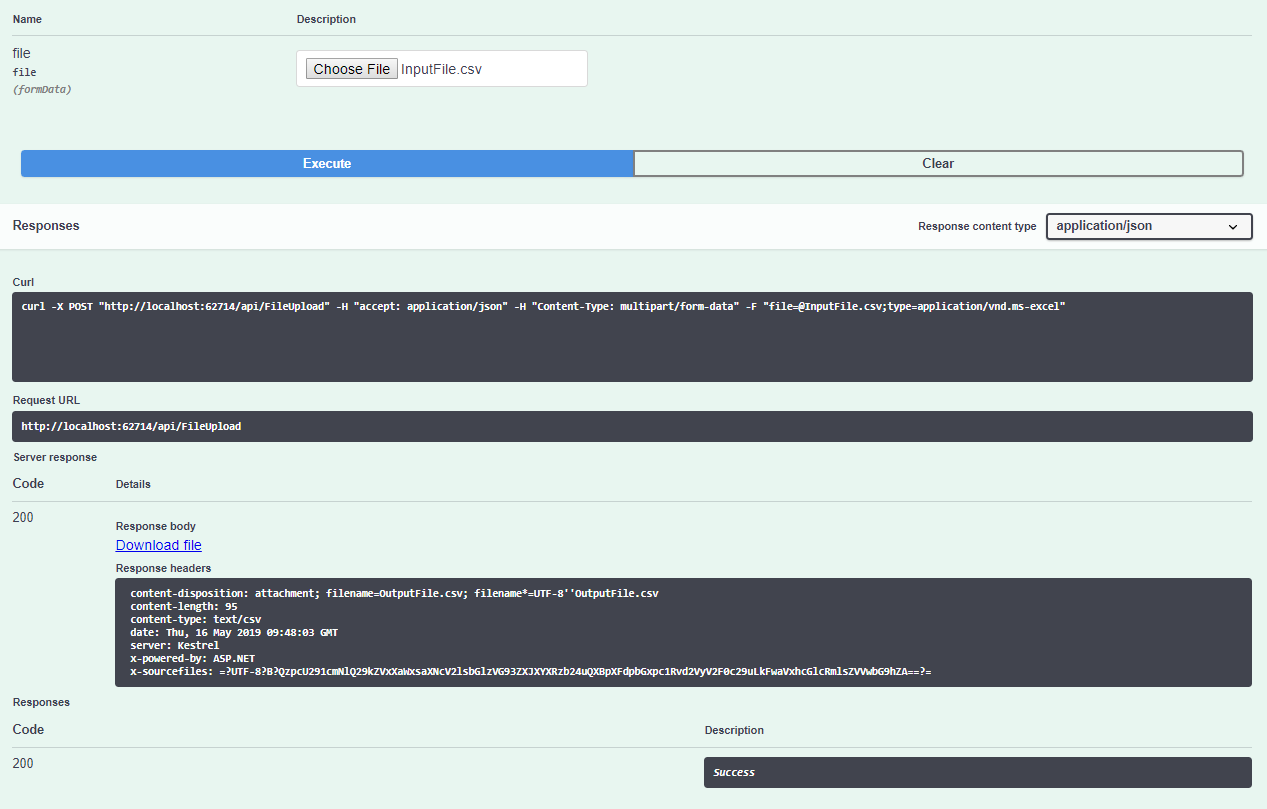 Name Description
file
file
(formData)
Choose File InputFile.csv
Execute Clear
Responses Response content type application/json
Curl
curl -X POST "http://localhost:62714/api/FileUpload" -H "accept: application/json" -H "Content-Type: multipart/form-data" -F "file=@InputFile.csv;type=application/vnd.ms-excel"
Request URL
http://localhost:62714/api/FileUpload
Server response
Code Details
200
Response body
Download file
Response headers
content-disposition: attachment; filename=OutputFile.csv; filename*=UTF-8''OutputFile.csv
content-length: 95
content-type: text/csv
date: Thu, 16 May 2019 09:48:03 GMT
server: Kestrel
x-powered-by: ASP.NET
x-sourcefiles:
Responses
Code Description
200 Success